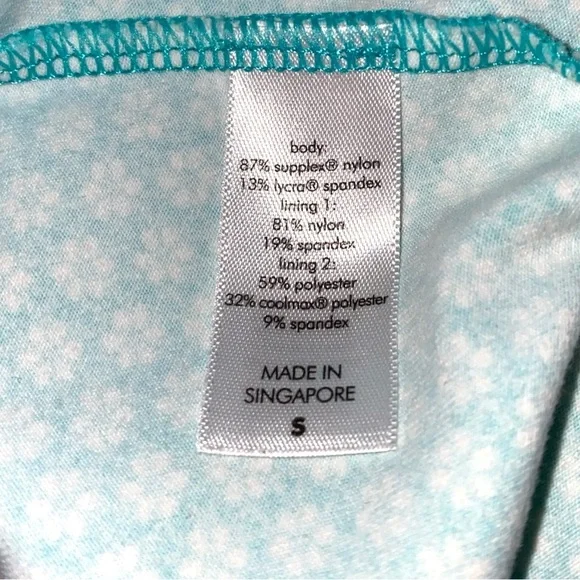 body:
87% supplex® nylon
13% lycra® spandex
lining 1:
81% nylon
19% spandex
lining 2:
59% polyester
32% coolmax® polyester
9% spandex
MADE IN
SINGAPORE
S